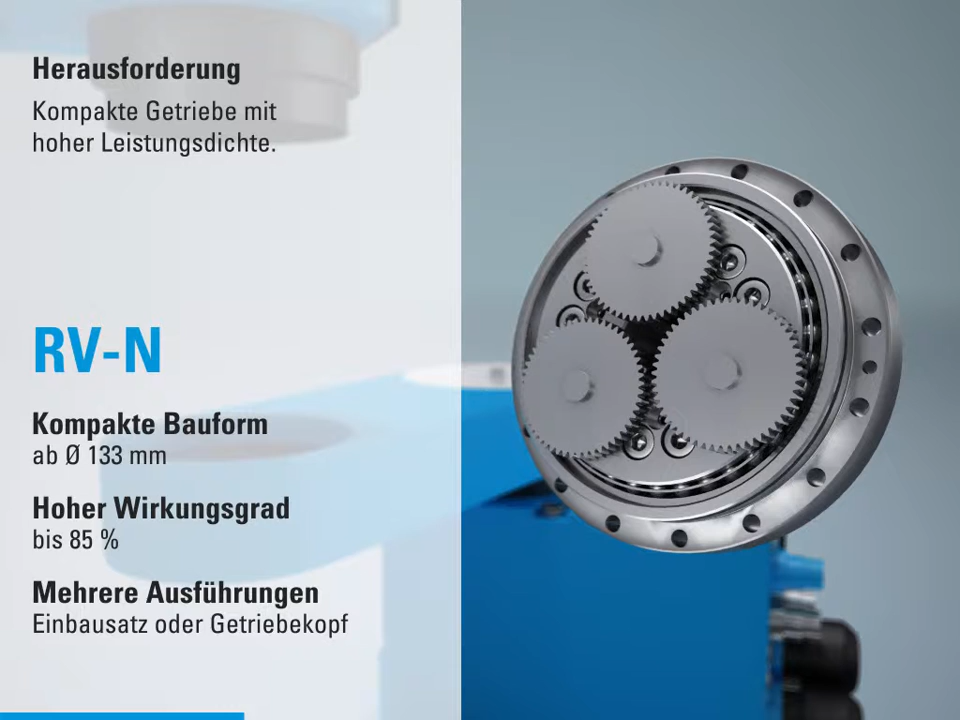 Herausforderung
Kompakte Getriebe mit
hoher Leistungsdichte.
RV-N
Kompakte Bauform
ab Ø 133 mm
Hoher Wirkungsgrad
bis 85 %
Mehrere Ausführungen
Einbausatz oder Getriebekopf